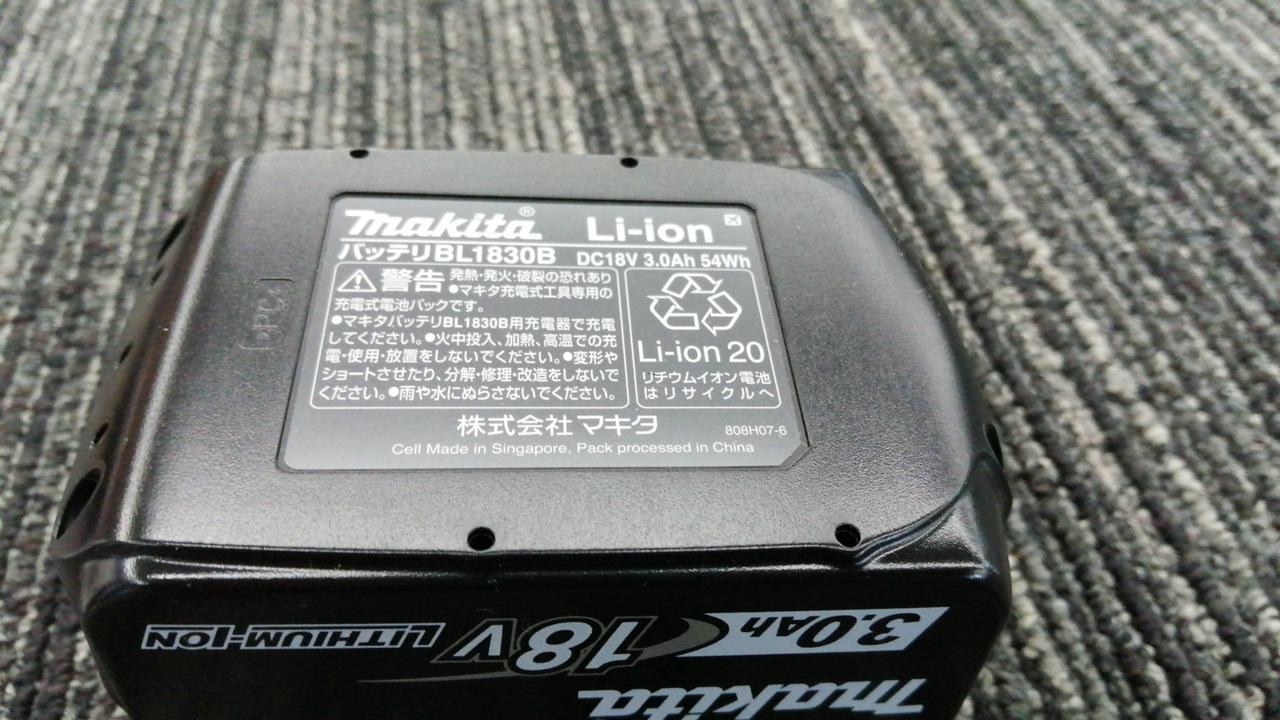 makita® Li-ion
バッテリBL1830B DC18V 3.0Ah 54Wh
警告 発熱・発火・破裂の恐れあり
●マキタ充電式工具専用の
充電式電池パックです。
●マキタバッテリBL1830B用充電器で充電
してください。●火中投入、加熱、高温での充
電・使用・放置をしないでください。●変形や
ショートさせたり、分解・修理・改造をしないで
ください。●雨や水にぬらさないでください。
Li-ion 20
リチウムイオン電池
はリサイクルへ
株式会社マキタ
808H07-6
Cell Made in Singapore, Pack processed in China
>PC<
3.0Ah 18V LITHIUM-ION
makita